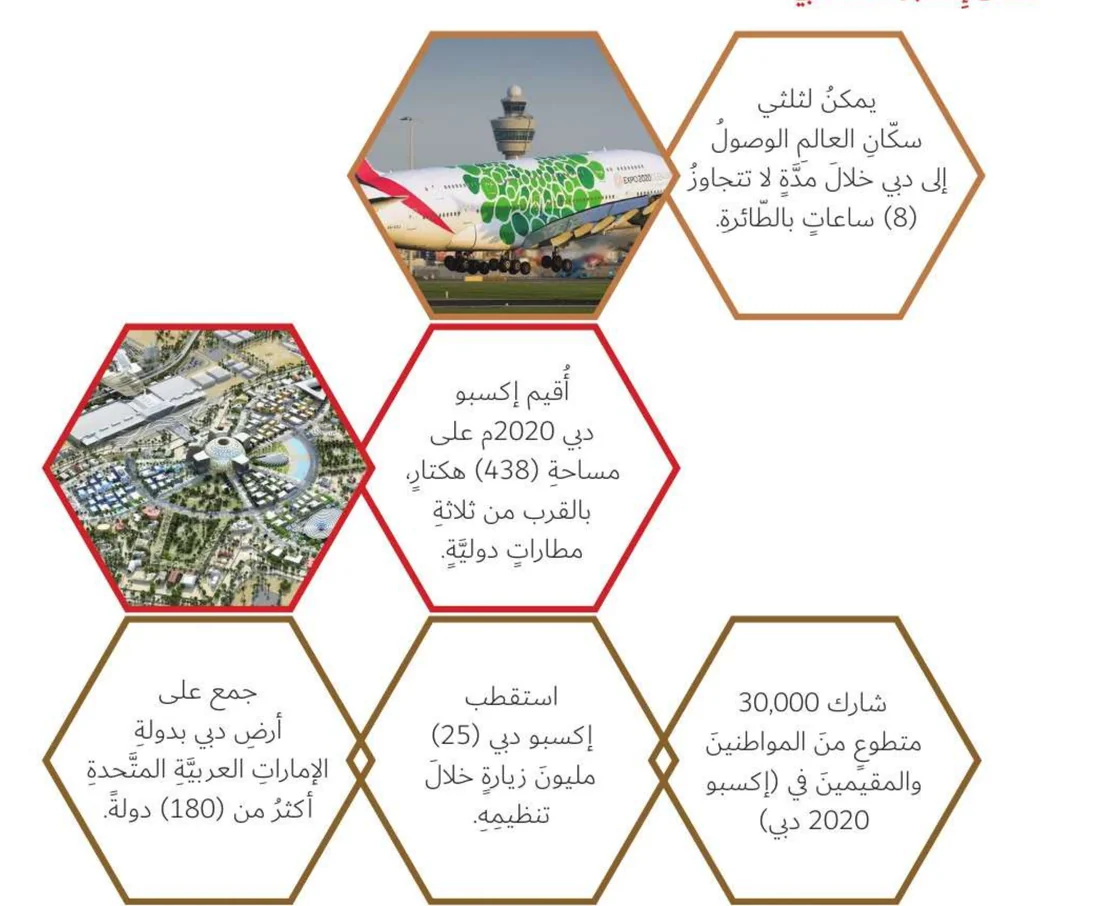 يمكنُ لثلثي
سكّانِ العالمِ الوصولُ
إلى دبي خلالَ مدَّةٍ لا تتجاوزُ
(8) ساعاتٍ بالطّائرة.
EXPO2020
أُقيم إكسبو
دبي 2020م على
مساحةِ (438) هكتارٍ،
بالقرب من ثلاثةِ
مطاراتٍ دوليَّةٍ.
شارك 30,000
متطوعٍ منَ المواطنينَ
والمقيمينَ في (إكسبو
2020 دبي)
استقطب
إكسبو دبي (25)
مليونَ زيارةٍ خلالَ
تنظيمِهِ.
جمع على
أرضِ دبي بدولةِ
الإماراتِ العربيَّةِ المتَّحدةِ
أكثرُ من (180) دولةً.